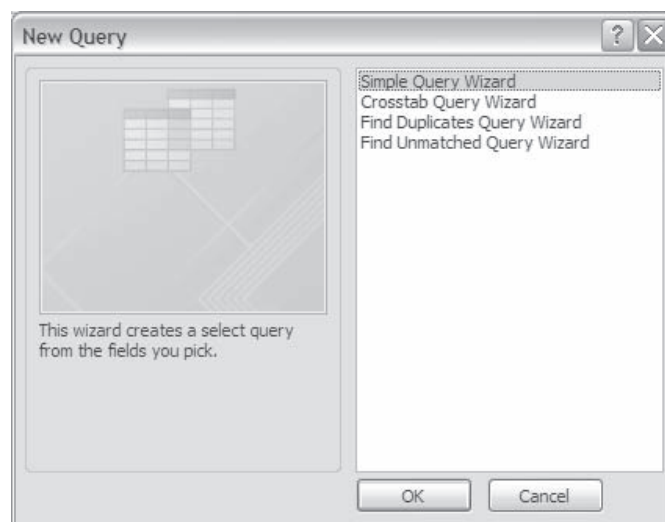 New Query
?
Simple Query Wizard
Crosstab Query Wizard
Find Duplicates Query Wizard
Find Unmatched Query Wizard
This wizard creates a select query
from the fields you pick.
OK
Cancel